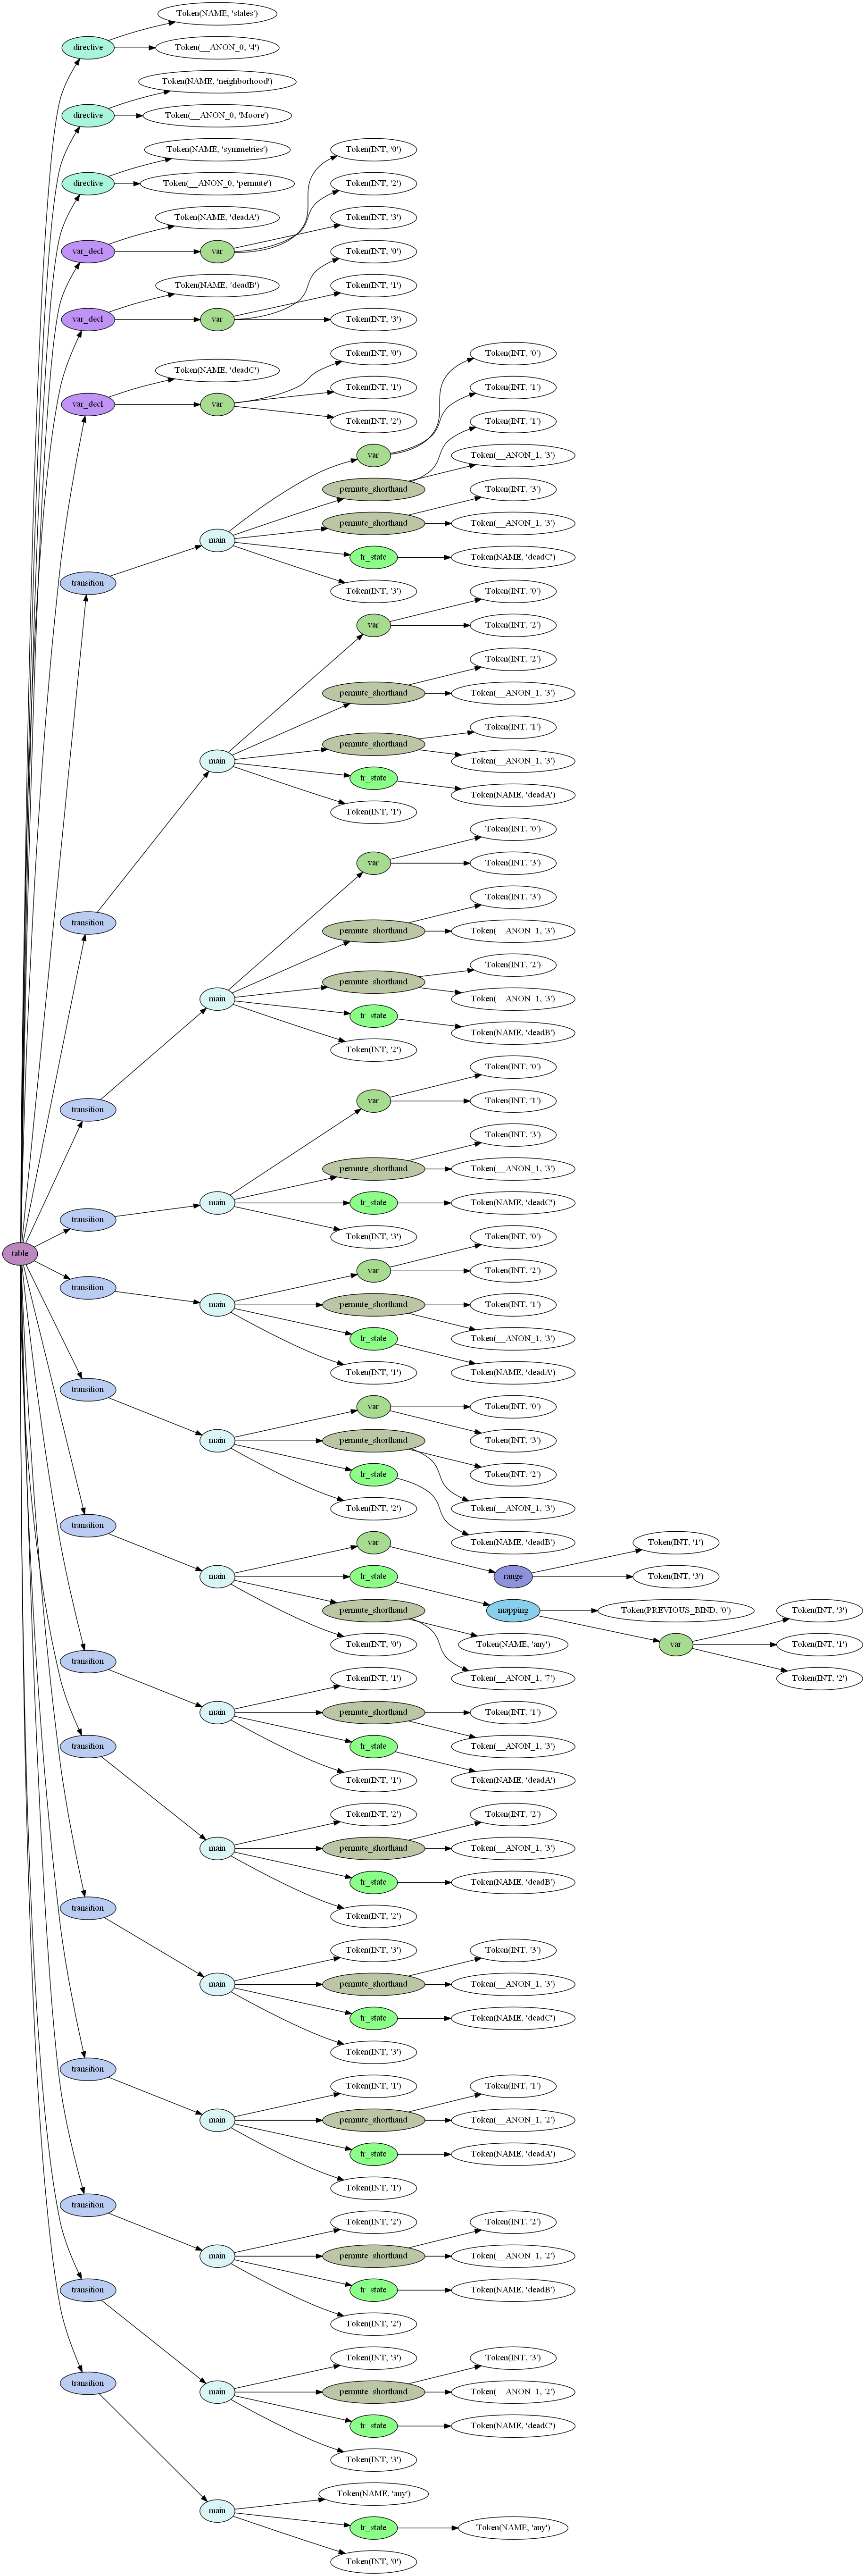 Token(NAME, 'states')
directive
Token(__ANON_0, '4')
Token(NAME, 'neighborhood')
directive
Token(__ANON_0, 'Moore')
Token(NAME, 'symmetries')
Token(INT, '0')
directive
Token(__ANON_0, 'permute')
Token(INT, '2')
Token(NAME, 'deadA')
Token(INT, '3')
var_decl
var
Token(INT, '0')
Token(NAME, 'deadB')
Token(INT, '1')
var_decl
var
Token(INT, '3')
Token(INT, '0')
Token(INT, '0')
Token(NAME, 'deadC')
Token(INT, '1')
Token(INT, '1')
var_decl
var
Token(INT, '2')
Token(INT, '1')
var
Token(__ANON_1, '3')
permute_shorthand
Token(INT, '3')
permute_shorthand
Token(__ANON_1, '3')
main
tr_state
Token(NAME, 'deadC')
transition
Token(INT, '3')
Token(INT, '0')
var
Token(INT, '2')
Token(INT, '2')
permute_shorthand
Token(__ANON_1, '3')
Token(INT, '1')
permute_shorthand
main
Token(__ANON_1, '3')
tr_state
Token(NAME, 'deadA')
Token(INT, '1')
Token(INT, '0')
var
Token(INT, '3')
Token(INT, '3')
transition
permute_shorthand
Token(__ANON_1, '3')
Token(INT, '2')
permute_shorthand
main
Token(__ANON_1, '3')
tr_state
Token(NAME, 'deadB')
Token(INT, '2')
Token(INT, '0')
var
Token(INT, '1')
transition
Token(INT, '3')
permute_shorthand
Token(__ANON_1, '3')
main
tr_state
Token(NAME, 'deadC')
transition
Token(INT, '3')
Token(INT, '0')
table
var
Token(INT, '2')
transition
main
permute_shorthand
Token(INT, '1')
tr_state
Token(__ANON_1, '3')
Token(INT, '1')
Token(NAME, 'deadA')
transition
var
Token(INT, '0')
main
permute_shorthand
Token(INT, '3')
tr_state
Token(INT, '2')
Token(INT, '2')
Token(__ANON_1, '3')
transition
var
Token(NAME, 'deadB')
Token(INT, '1')
main
tr_state
range
Token(INT, '3')
permute_shorthand
mapping
Token(PREVIOUS_BIND, '0')
Token(INT, '3')
Token(INT, '0')
Token(NAME, 'any')
var
Token(INT, '1')
transition
Token(INT, '1')
Token(__ANON_1, '7')
Token(INT, '2')
main
permute_shorthand
Token(INT, '1')
transition
tr_state
Token(__ANON_1, '3')
Token(INT, '1')
Token(NAME, 'deadA')
Token(INT, '2')
Token(INT, '2')
main
permute_shorthand
Token(__ANON_1, '3')
tr_state
Token(NAME, 'deadB')
transition
Token(INT, '2')
Token(INT, '3')
Token(INT, '3')
main
permute_shorthand
Token(__ANON_1, '3')
tr_state
Token(NAME, 'deadC')
Token(INT, '3')
transition
Token(INT, '1')
Token(INT, '1')
main
permute_shorthand
Token(__ANON_1, '2')
tr_state
Token(NAME, 'deadA')
Token(INT, '1')
transition
Token(INT, '2')
Token(INT, '2')
main
permute_shorthand
Token(__ANON_1, '2')
transition
tr_state
Token(NAME, 'deadB')
Token(INT, '2')
Token(INT, '3')
Token(INT, '3')
transition
main
permute_shorthand
Token(__ANON_1, '2')
tr_state
Token(NAME, 'deadC')
Token(INT, '3')
Token(NAME, 'any')
main
tr_state
Token(NAME, 'any')
Token(INT, '0')